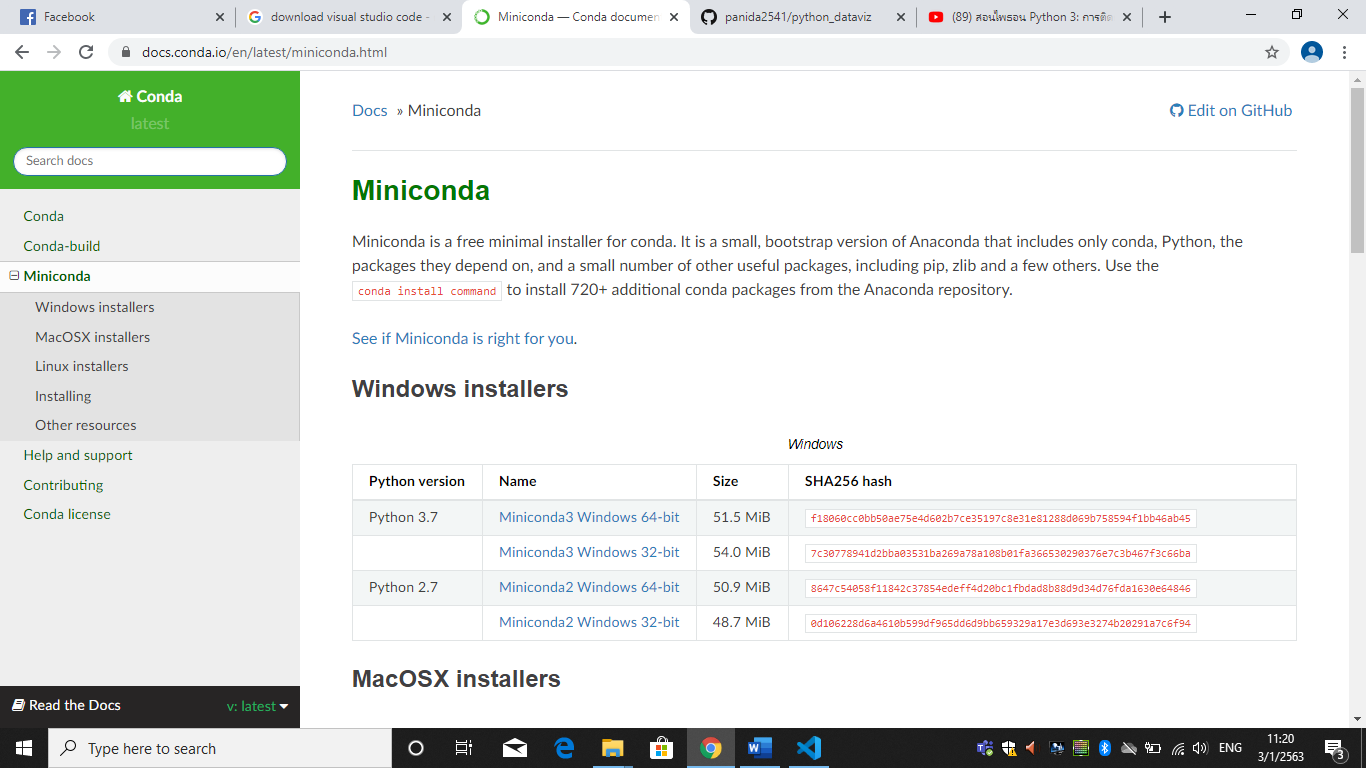 Facebook
download visual studio code -
Miniconda — Conda documen
panida2541/python_dataviz
(89) สอนไพธอน Python 3: การติด
docs.conda.io/en/latest/miniconda.html
Conda
latest
Search docs
Conda
Conda-build
Miniconda
Windows installers
MacOSX installers
Linux installers
Installing
Other resources
Help and support
Contributing
Conda license
Read the Docs
v: latest
Docs » Miniconda
Edit on GitHub
Miniconda
Miniconda is a free minimal installer for conda. It is a small, bootstrap version of Anaconda that includes only conda, Python, the
packages they depend on, and a small number of other useful packages, including pip, zlib and a few others. Use the
conda install command to install 720+ additional conda packages from the Anaconda repository.
See if Miniconda is right for you.
Windows installers
Windows
Python version Name Size SHA256 hash
Python 3.7 Miniconda3 Windows 64-bit 51.5 MiB f18060cc0bb50ae75e4d602b7ce35197c8e31e81288d069b758594f1bb46ab45
Miniconda3 Windows 32-bit 54.0 MiB 7c30778941d2bba03531ba269a78a108b01fa366530290376e7c3b467f3c66ba
Python 2.7 Miniconda2 Windows 64-bit 50.9 MiB 8647c54058f11842c37854edeff4d20bc1fbdad8b88d9d34d76fda1630e64846
Miniconda2 Windows 32-bit 48.7 MiB 0d106228d6a4610b599df965dd6d9bb659329a17e3d693e3274b20291a7c6f94
MacOSX installers
Type here to search
ENG
11:20
3/1/2563
3